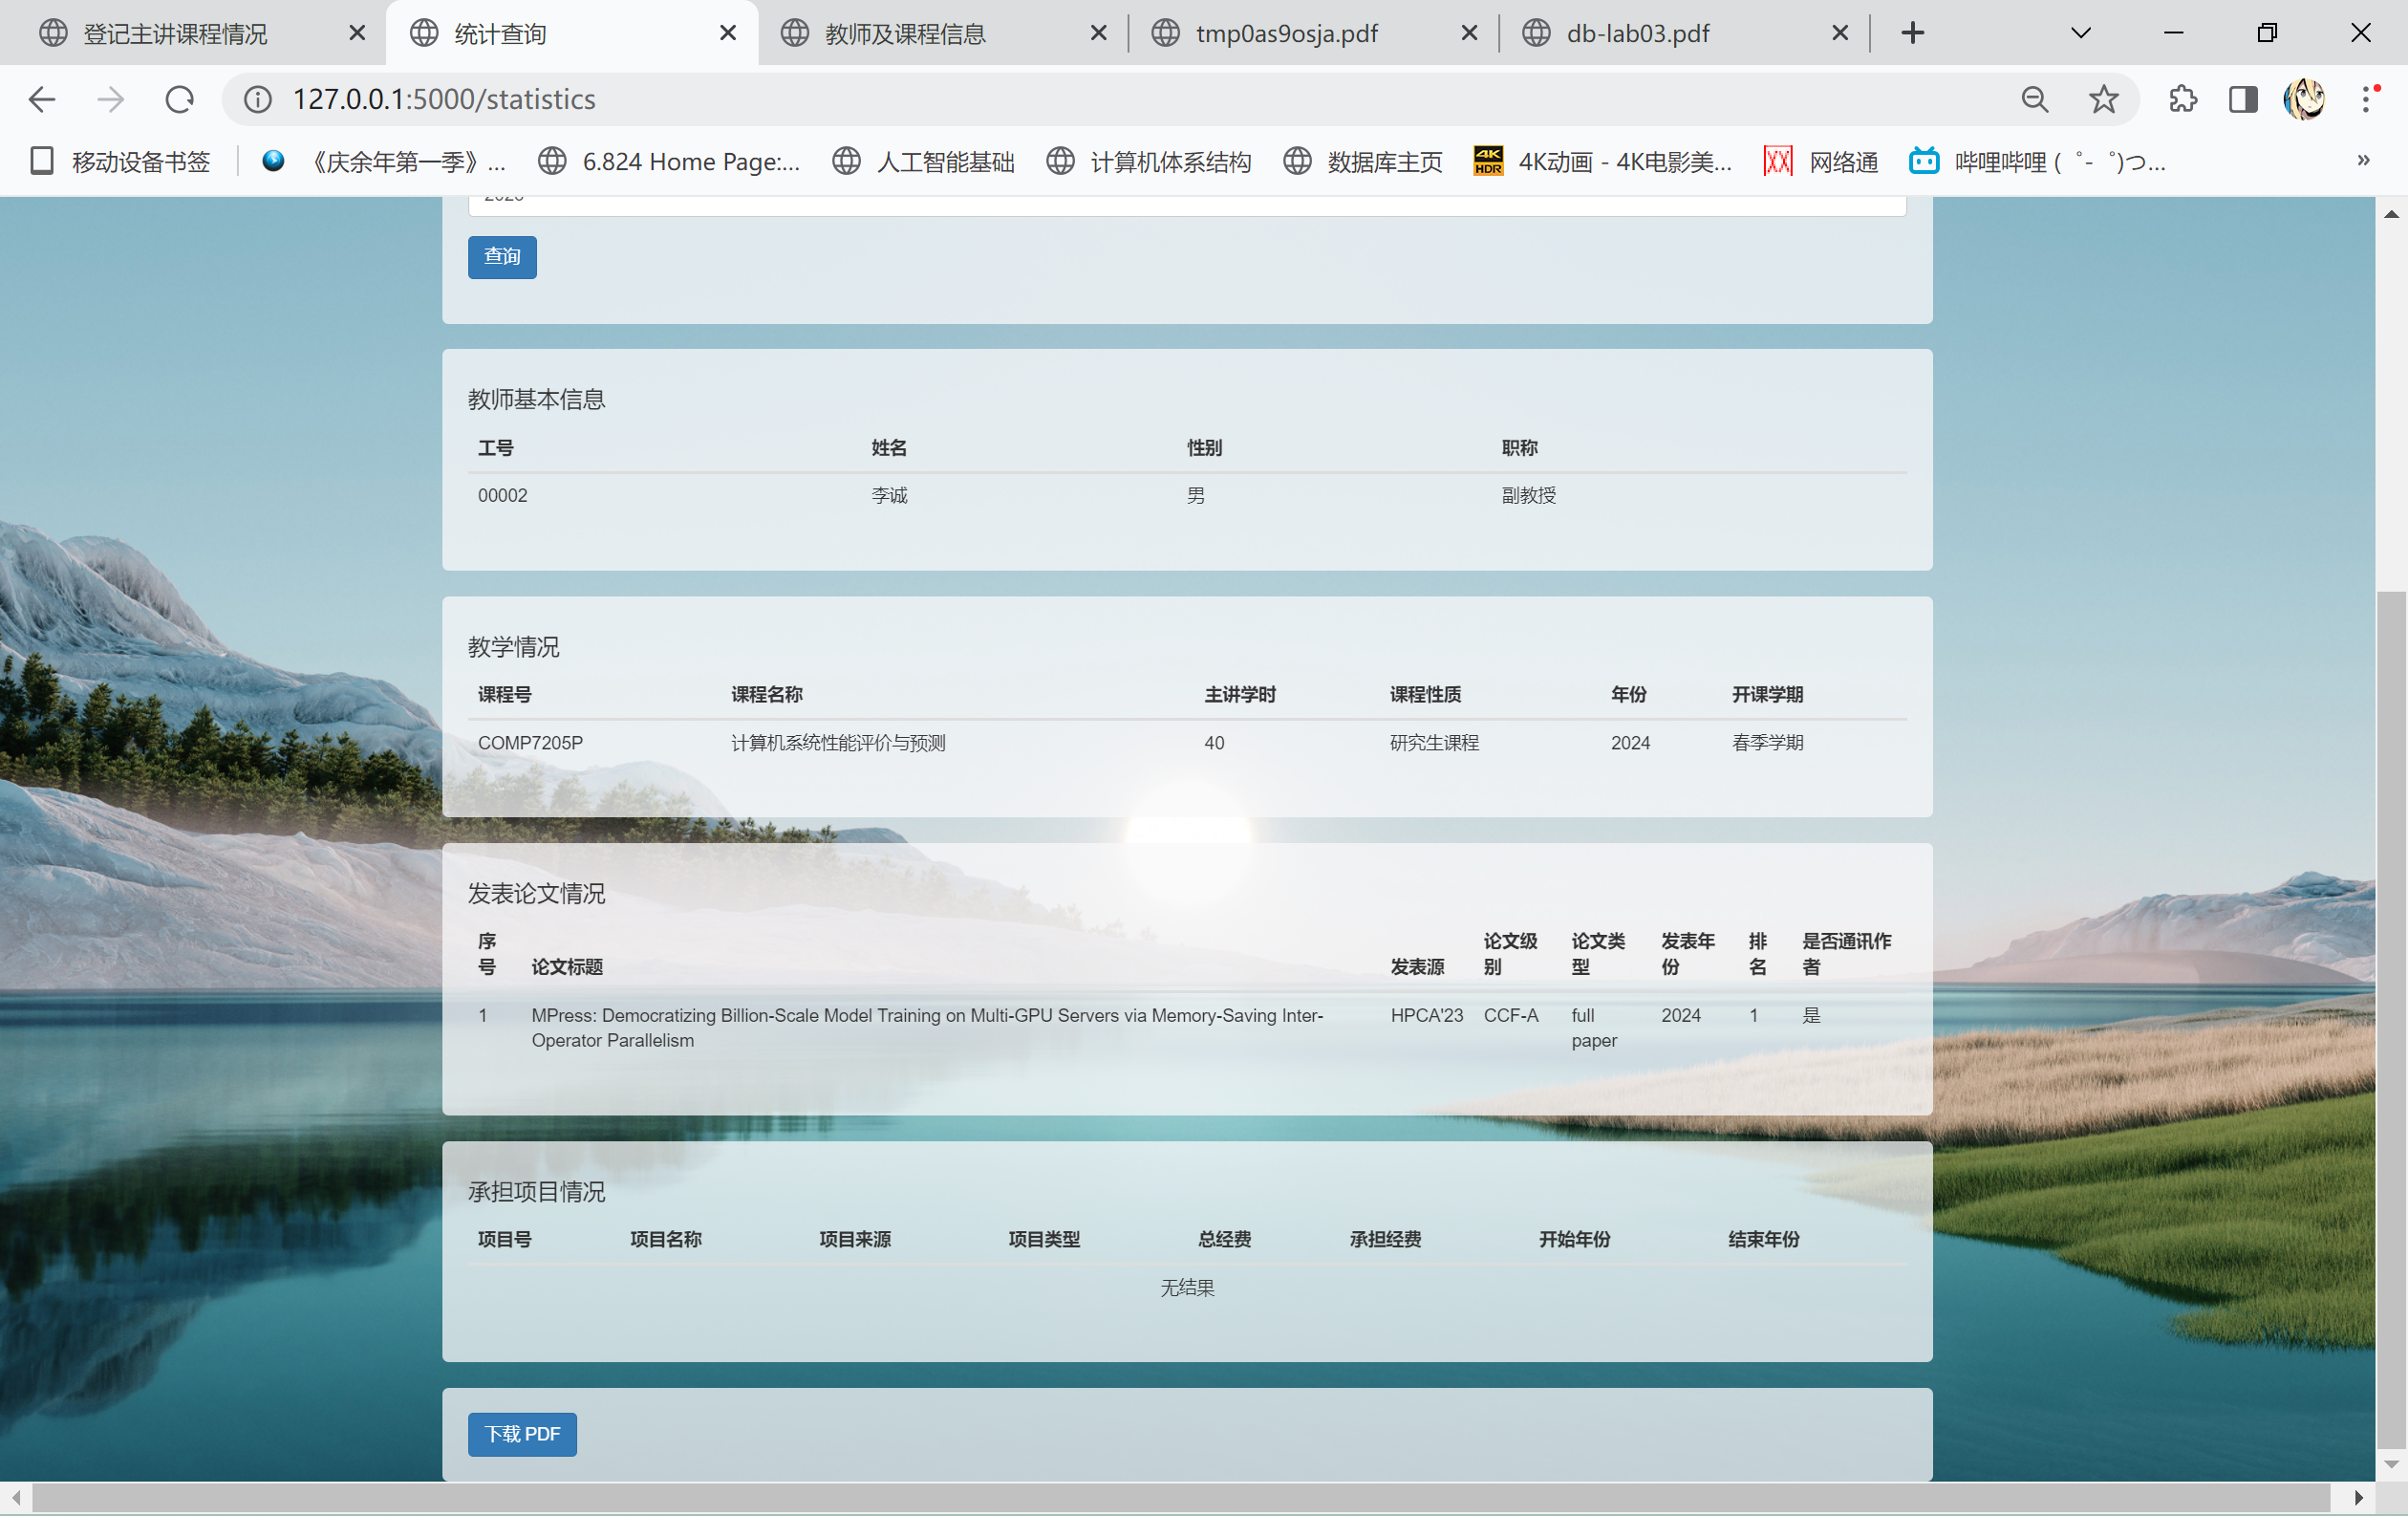 登记主讲课程情况
统计查询
教师及课程信息
tmp0as9osja.pdf
db-lab03.pdf
127.0.0.1:5000/statistics
移动设备书签
《庆余年第一季》...
6.824 Home Page:...
人工智能基础
计算机体系结构
数据库主页
4K HDR
4K动画 - 4K电影美...
网络通
哔哩哔哩 (゜-゜)つ...
»
查询
教师基本信息
工号 姓名 性别 职称
00002 李诚 男 副教授
教学情况
课程号 课程名称 主讲学时 课程性质 年份 开课学期
COMP7205P 计算机系统性能评价与预测 40 研究生课程 2024 春季学期
发表论文情况
序号 论文标题 发表源 论文级别 论文类型 发表年份 排名 是否通讯作者
1 MPress: Democratizing Billion-Scale Model Training on Multi-GPU Servers via Memory-Saving Inter-
Operator Parallelism HPCA'23 CCF-A full paper 2024 1 是
承担项目情况
项目号 项目名称 项目来源 项目类型 总经费 承担经费 开始年份 结束年份
无结果
下载 PDF